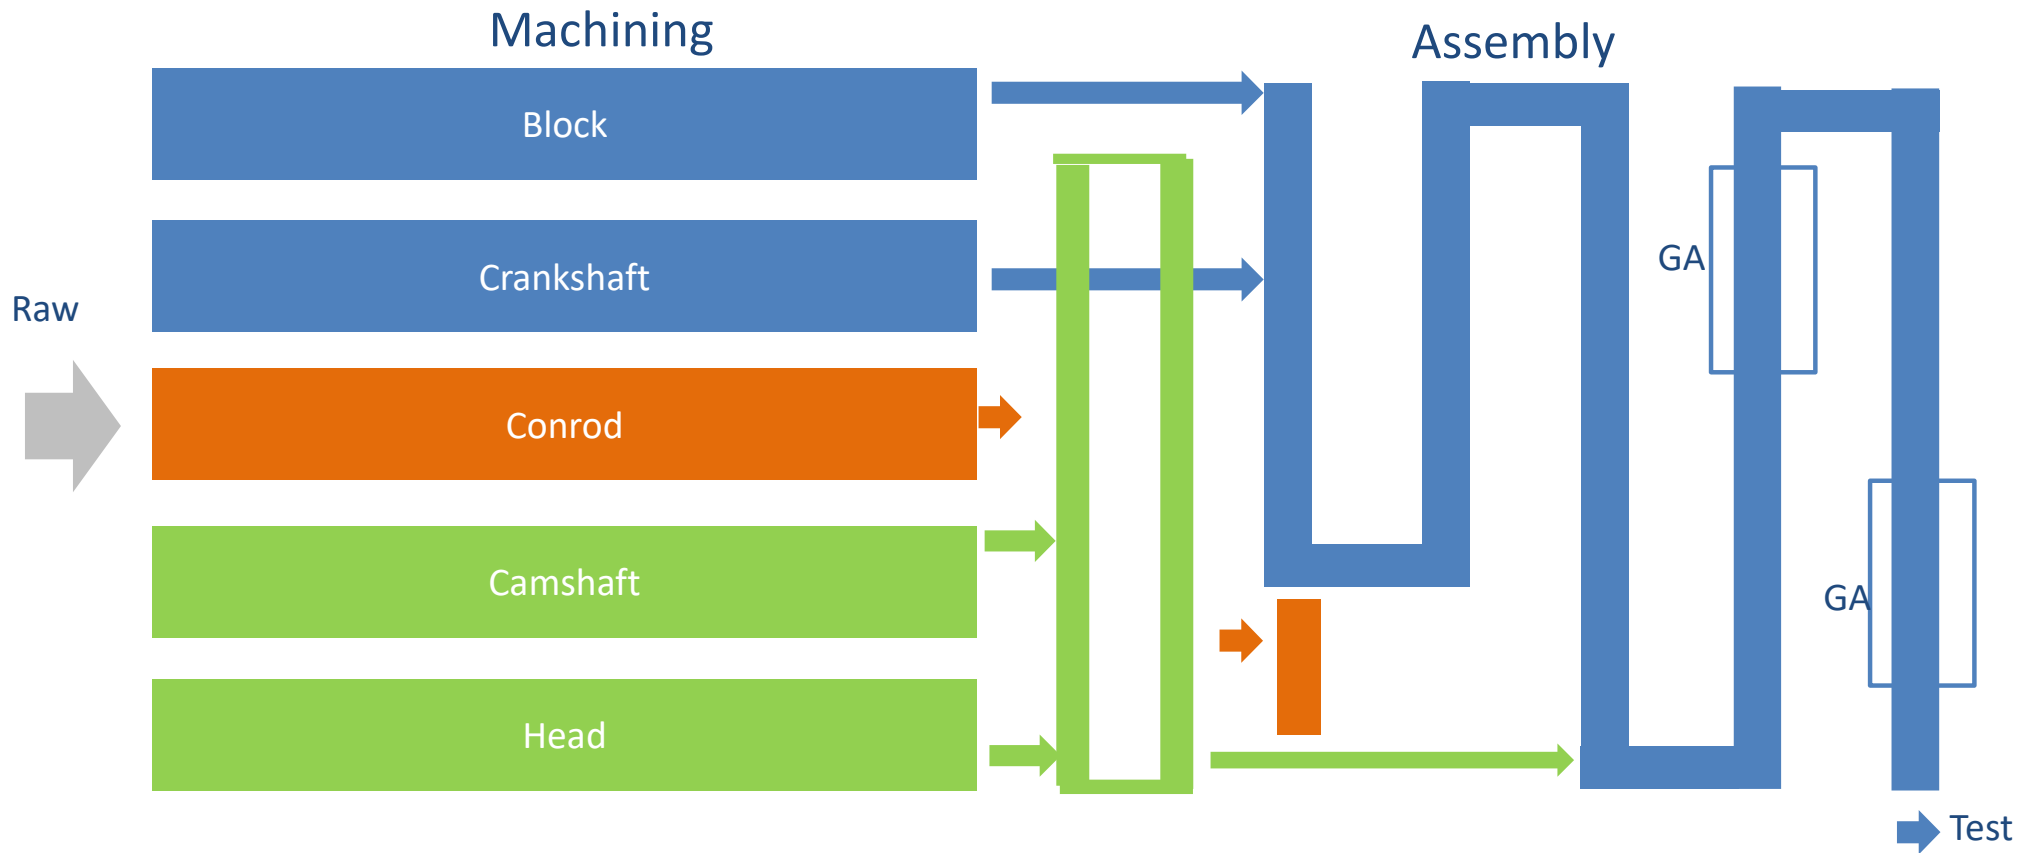 Machining
Assembly
Block
Crankshaft
GA
Raw
Conrod
Camshaft
GA
Head
Test